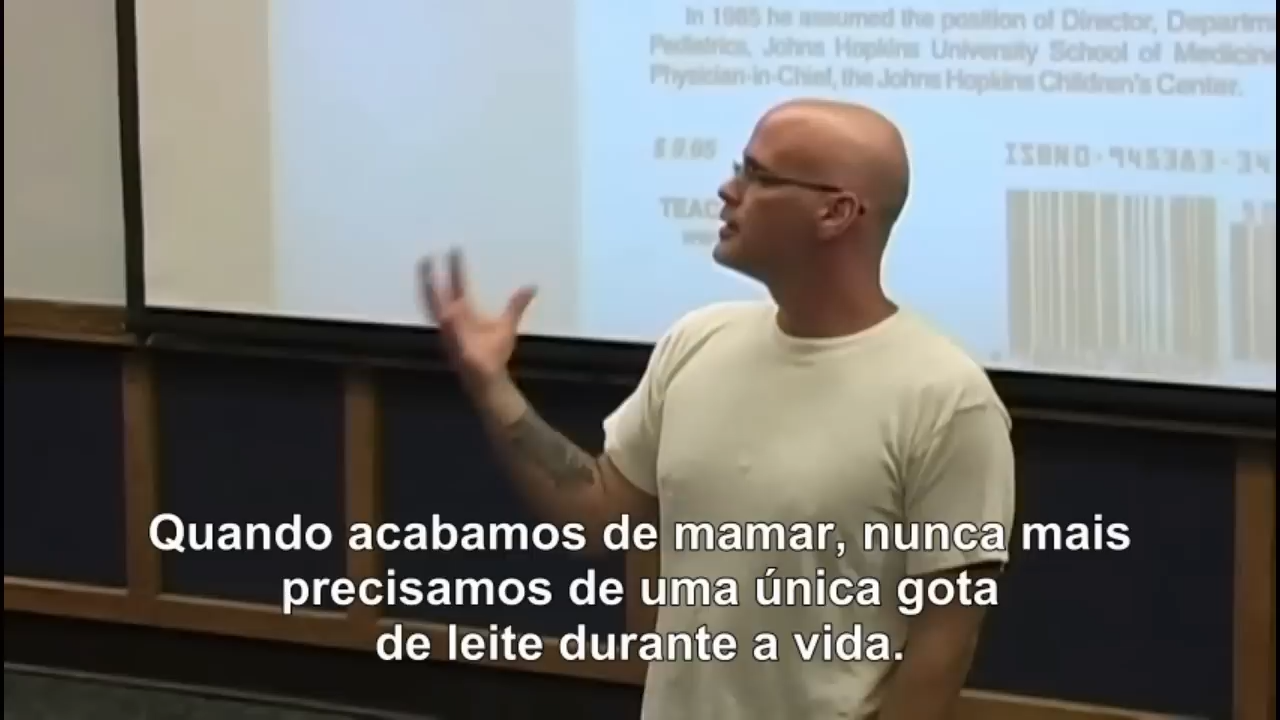 In 1985 he assumed the position of Director,
Pediatrics, Johns Hopkins University School of Medicine
Physician-in-Chief, the Johns Hopkins Children's Center.
Quando acabamos de mamar, nunca mais
precisamos de uma única gota
de leite durante a vida.